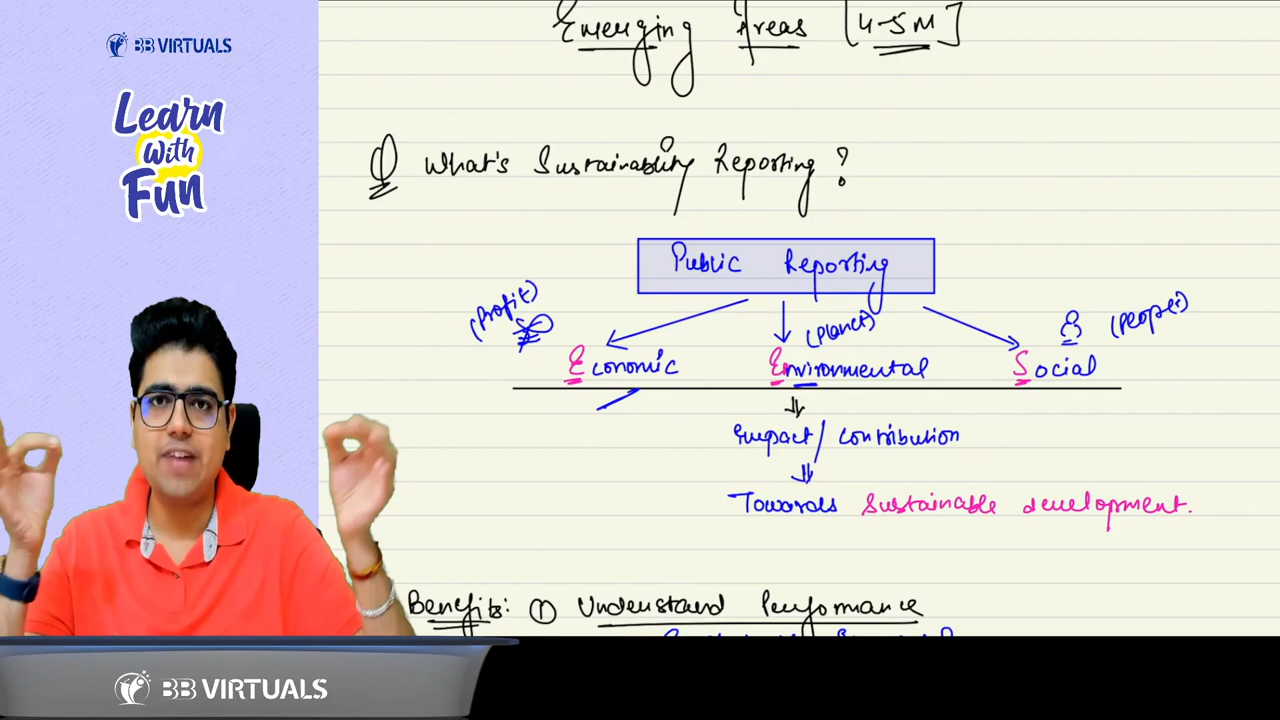 BB VIRTUALS
Learn
With
Fun
Emerging Areas [4-5M]
Q What's Sustainability Reporting?
Public Reporting
(Profit)
(Planet)
(People)
Economic
Environmental
Social
Impact / Contribution
Towards Sustainable development.
Benefits: ① Understand Performance
BB VIRTUALS